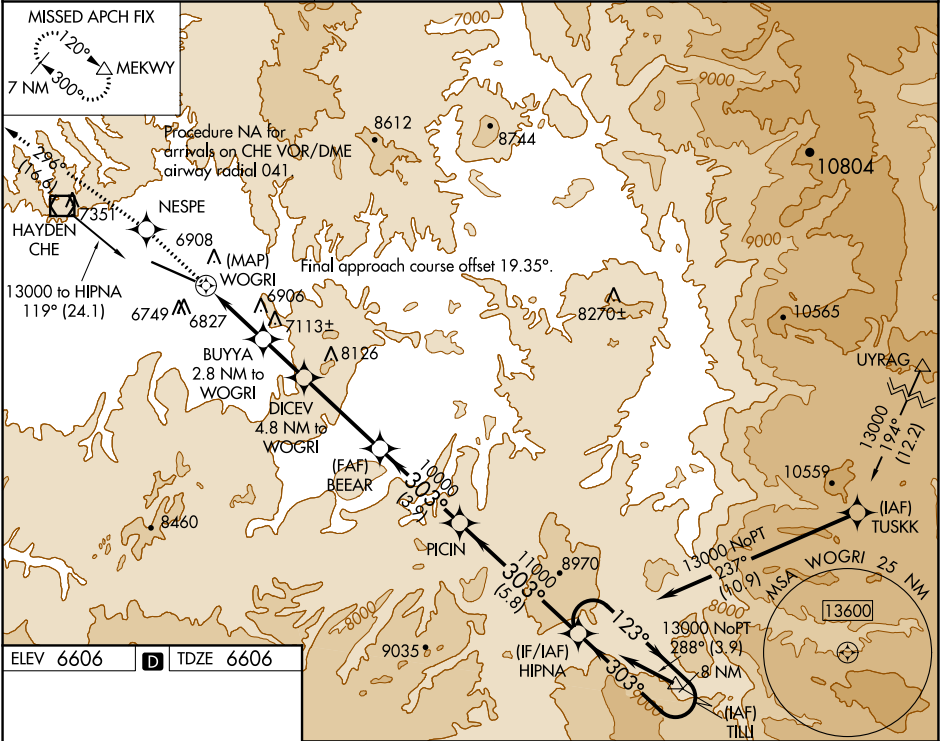 MISSED APCH FIX
120°
MEKWY
7 NM
300°
7000
9000
8612
8744
Procedure NA for
arrivals on CHE VOR/DME
airway radial 041.
10804
296°
(16.6)
7351
HAYDEN
CHE
NESPE
6908
(MAP)
WOGRI
Final approach course offset 19.35°.
9000
13000 to HIPNA
119° (24.1)
6749
6827
6906
7113±
8270±
10565
BUYYA
2.8 NM to
WOGRI
8126
UYRAG
DICEV
4.8 NM to
WOGRI
13000
194°
(12.2)
(FAF)
BEEAR
10000
303°
(3.9)
10559
(IAF)
TUSKK
8460
PICIN
13000 NoPT
237°
(10.9)
11000
303°
(5.8)
8970
MSA WOGRI 25 NM
13600
8000
8000
123°
13000 NoPT
288° (3.9)
9035
(IF/IAF)
HIPNA
303°
8 NM
9000
(IAF)
TILLI
ELEV 6606
D
TDZE 6606